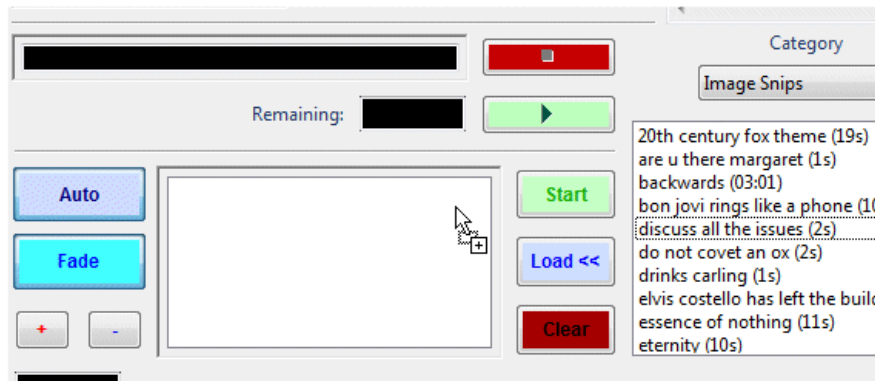 Category
Image Snips
Remaining:
Auto
Fade
+
-
Start
Load <<
Clear
20th century fox theme (19s)
are u there margaret (1s)
backwards (03:01)
bon jovi rings like a phone (10
discuss all the issues (2s)
do not covet an ox (2s)
drinks carling (1s)
elvis costello has left the build
essence of nothing (11s)
eternity (10s)